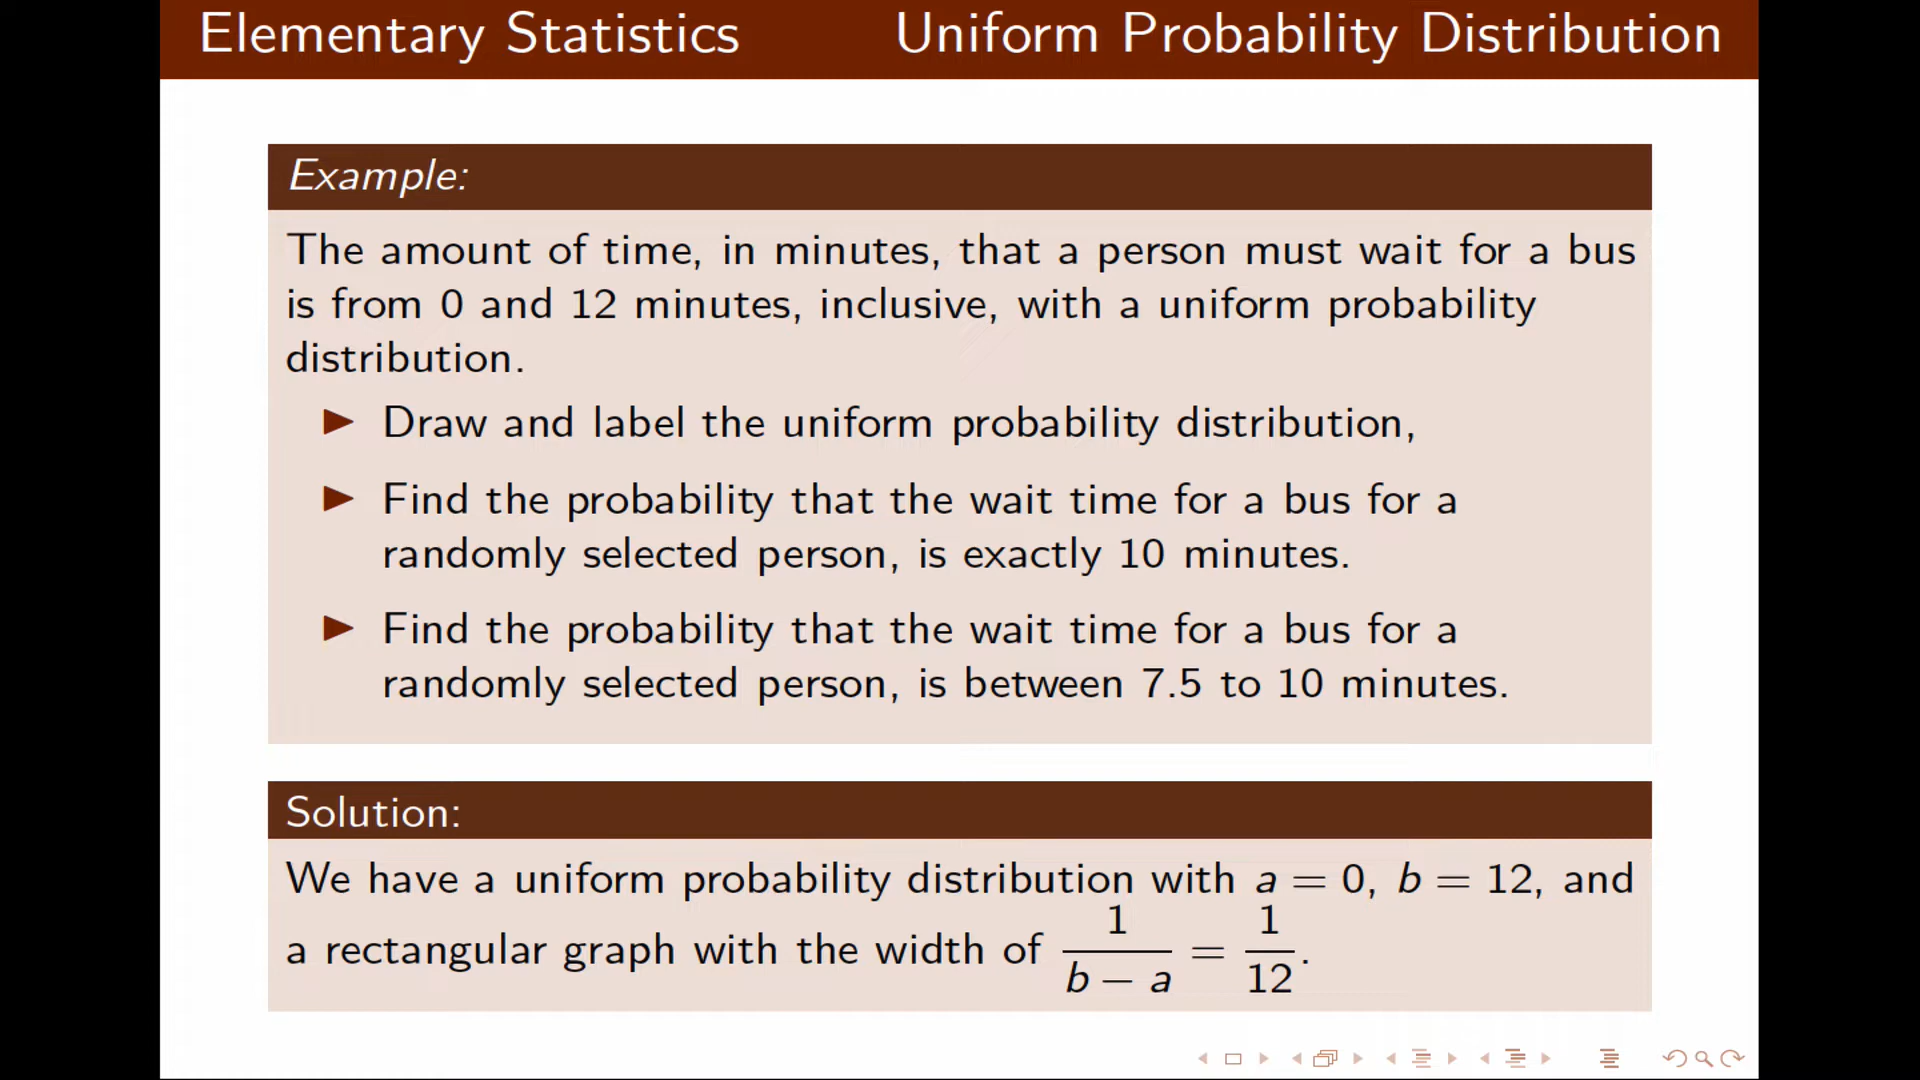 Elementary Statistics Uniform Probability Distribution
Example:
The amount of time, in minutes, that a person must wait for a bus
is from 0 and 12 minutes, inclusive, with a uniform probability
distribution.
▶ Draw and label the uniform probability distribution,
▶ Find the probability that the wait time for a bus for a
randomly selected person, is exactly 10 minutes.
▶ Find the probability that the wait time for a bus for a
randomly selected person, is between 7.5 to 10 minutes.
Solution:
We have a uniform probability distribution with a = 0, b = 12, and
a rectangular graph with the width of 1/(b − a) = 1/12.